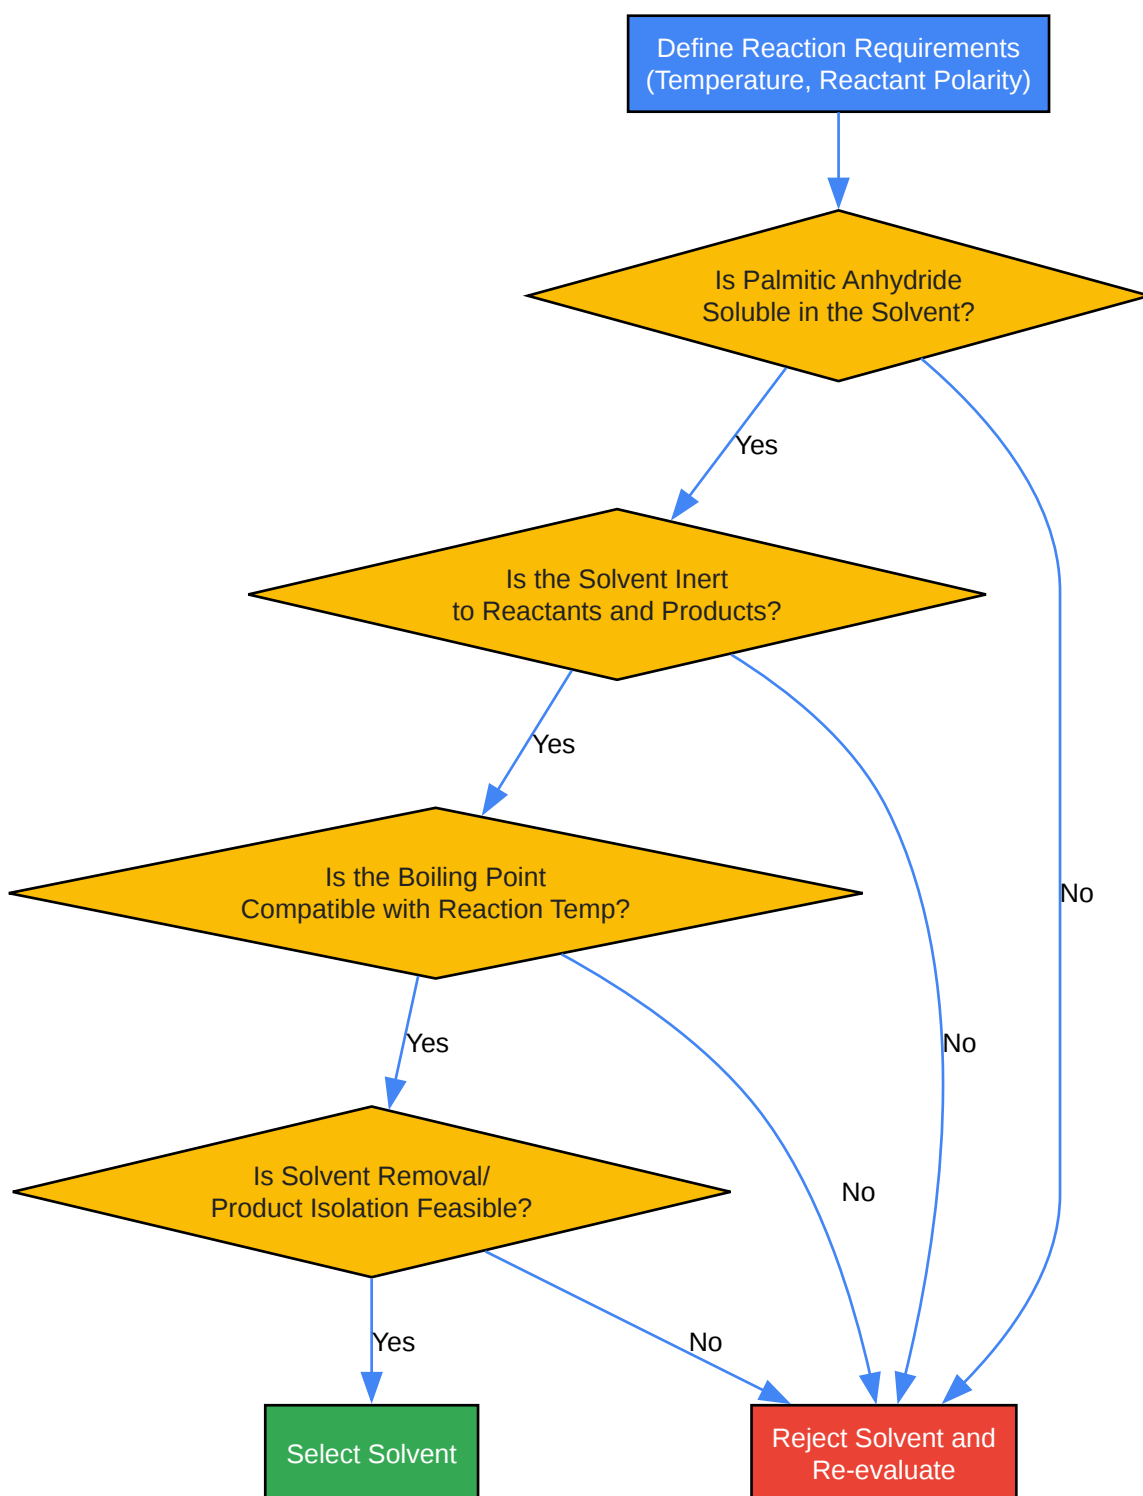 Define Reaction Requirements
(Temperature, Reactant Polarity)
Is Palmitic Anhydride
Soluble in the Solvent?
Yes
Is the Solvent Inert
to Reactants and Products?
Yes
Is the Boiling Point
Compatible with Reaction Temp?
No
Yes
No
Is Solvent Removal/
Product Isolation Feasible?
No
Yes
No
Select Solvent
Reject Solvent and
Re-evaluate